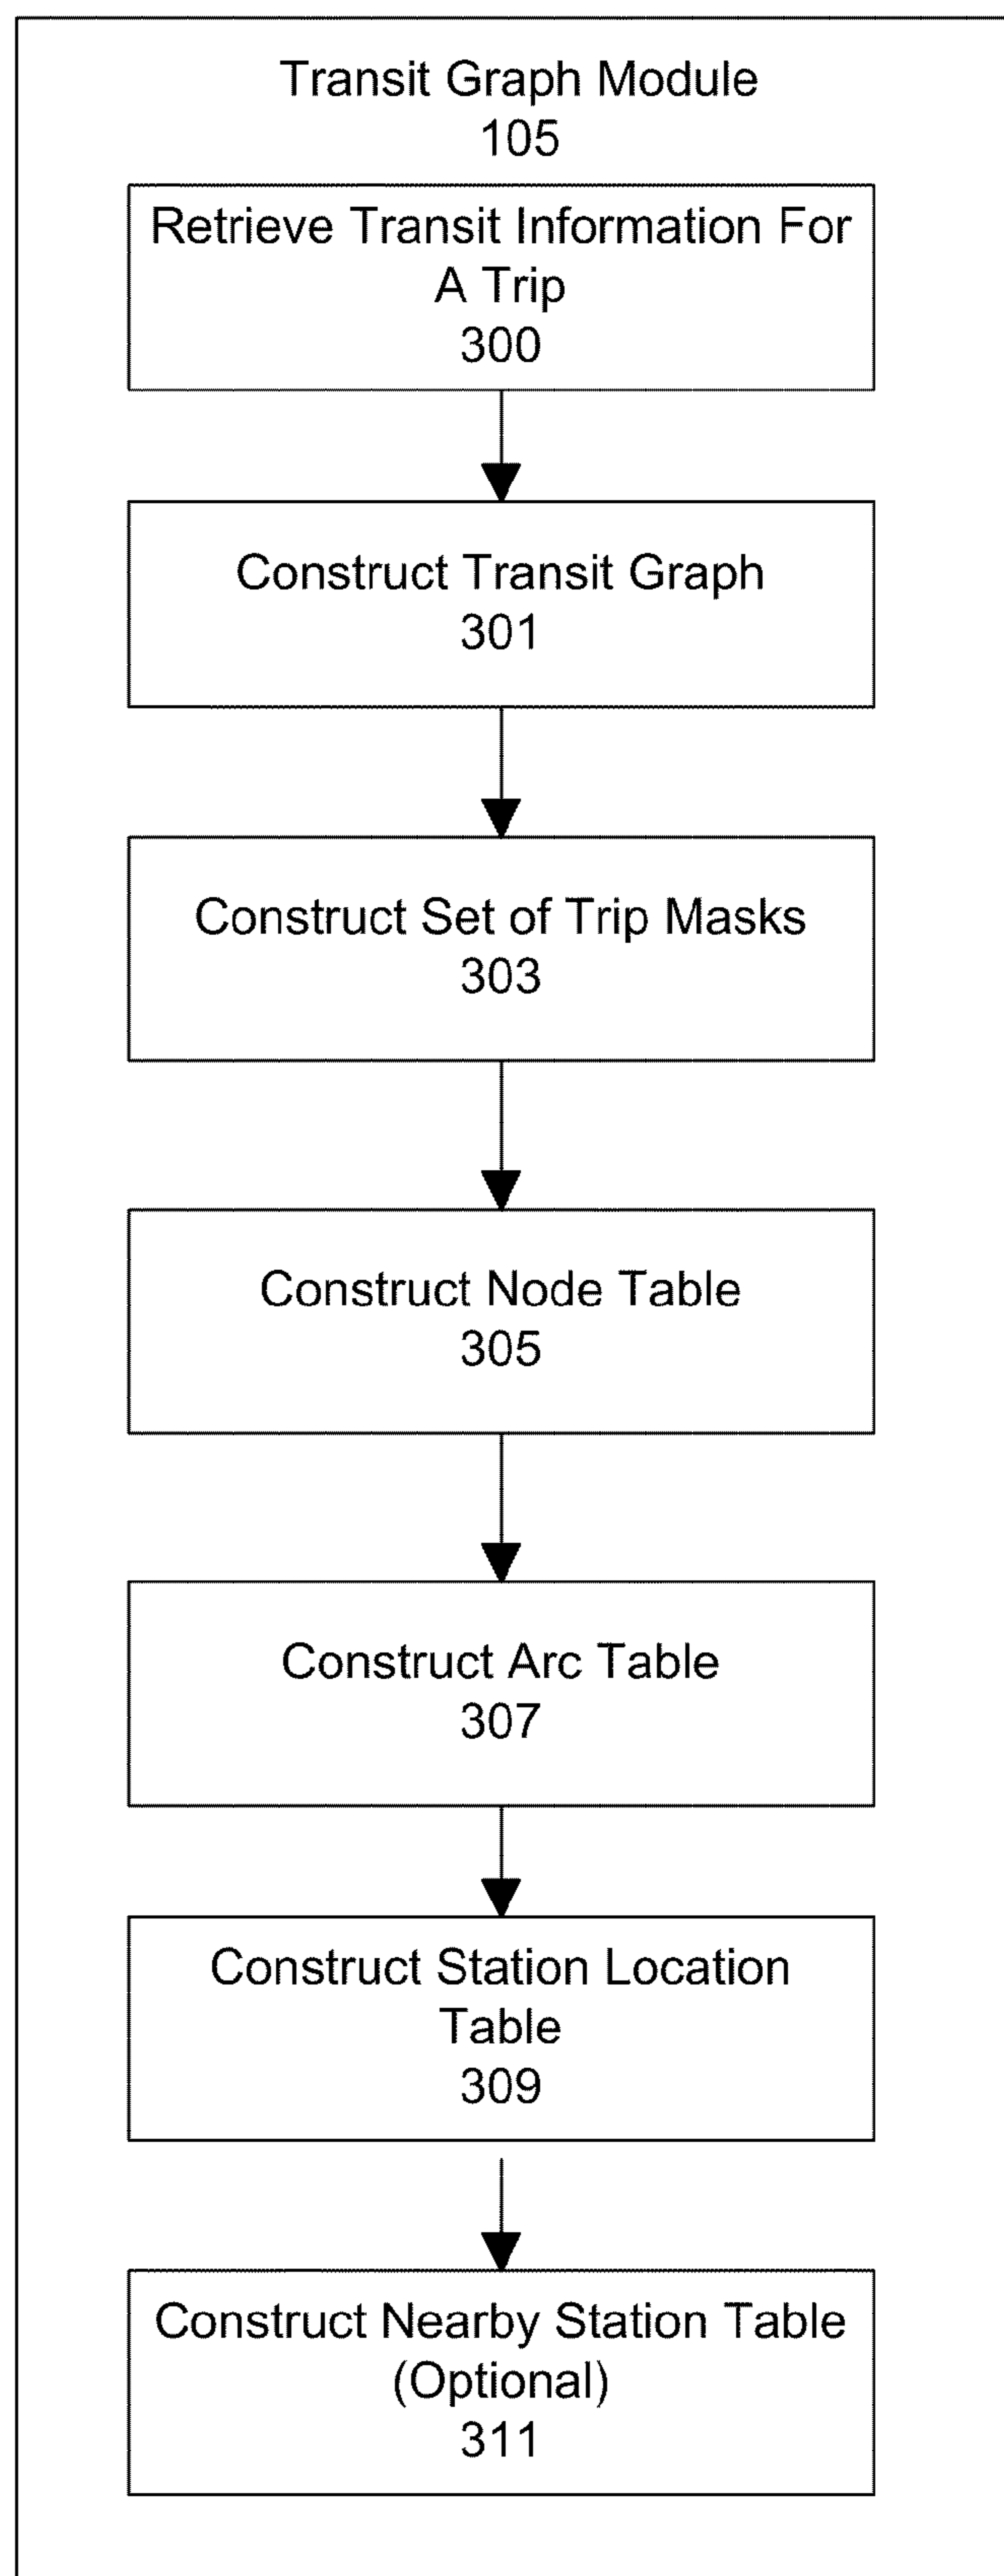 Transit Graph Module
105
Retrieve Transit Information For
A Trip
300
Construct Transit Graph
301
Construct Set of Trip Masks
303
Construct Node Table
305
Construct Arc Table
307
Construct Station Location
Table
309
Construct Nearby Station Table
(Optional)
311